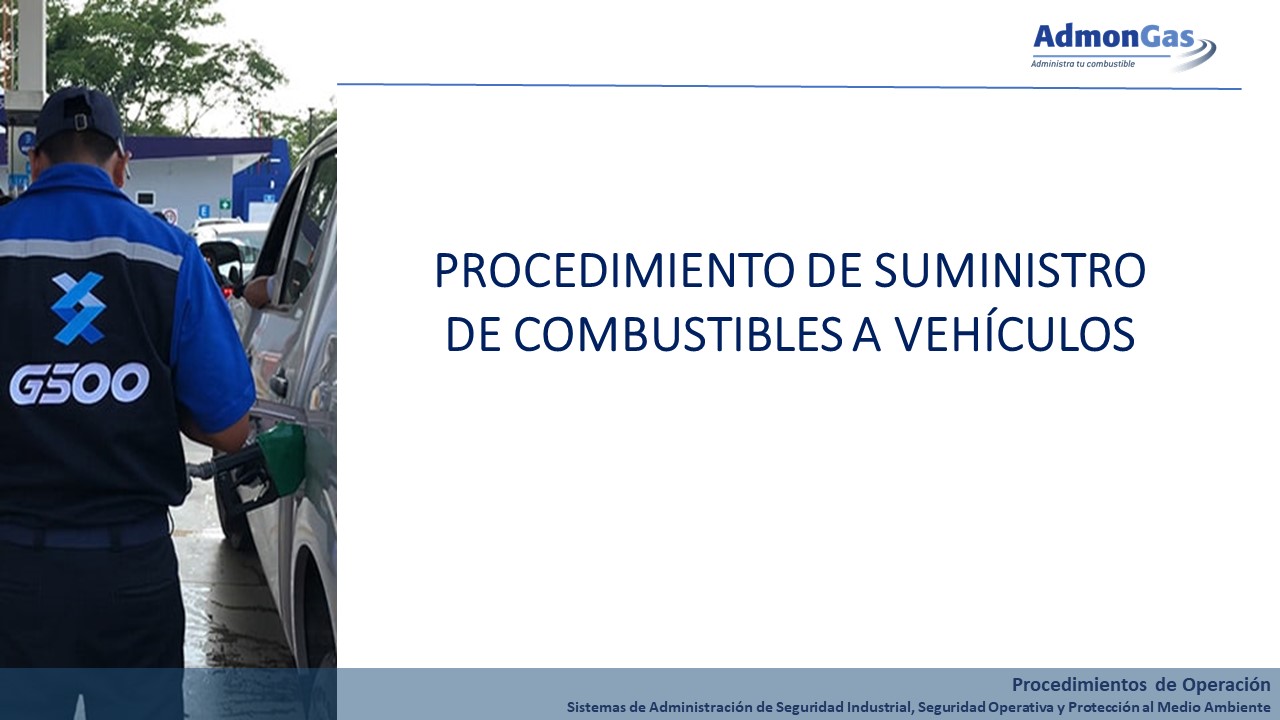 AdmonGas
Administra tu combustible
PROCEDIMIENTO DE SUMINISTRO
DE COMBUSTIBLES A VEHÍCULOS
G500
E
Procedimientos de Operación
Sistemas de Administración de Seguridad Industrial, Seguridad Operativa y Protección al Medio Ambiente